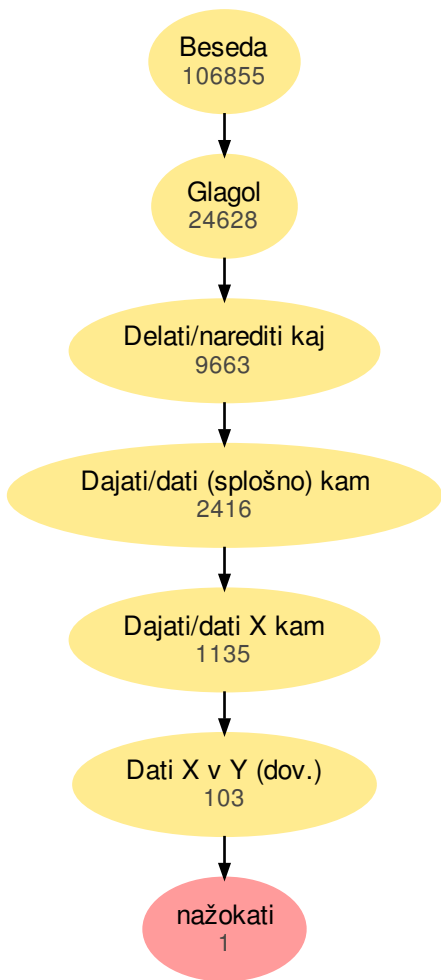 Beseda
106855
Glagol
24628
Delati/narediti kaj
9663
Dajati/dati (splošno) kam
2416
Dajati/dati X kam
1135
Dati X v Y (dov.)
103
nažokati
1